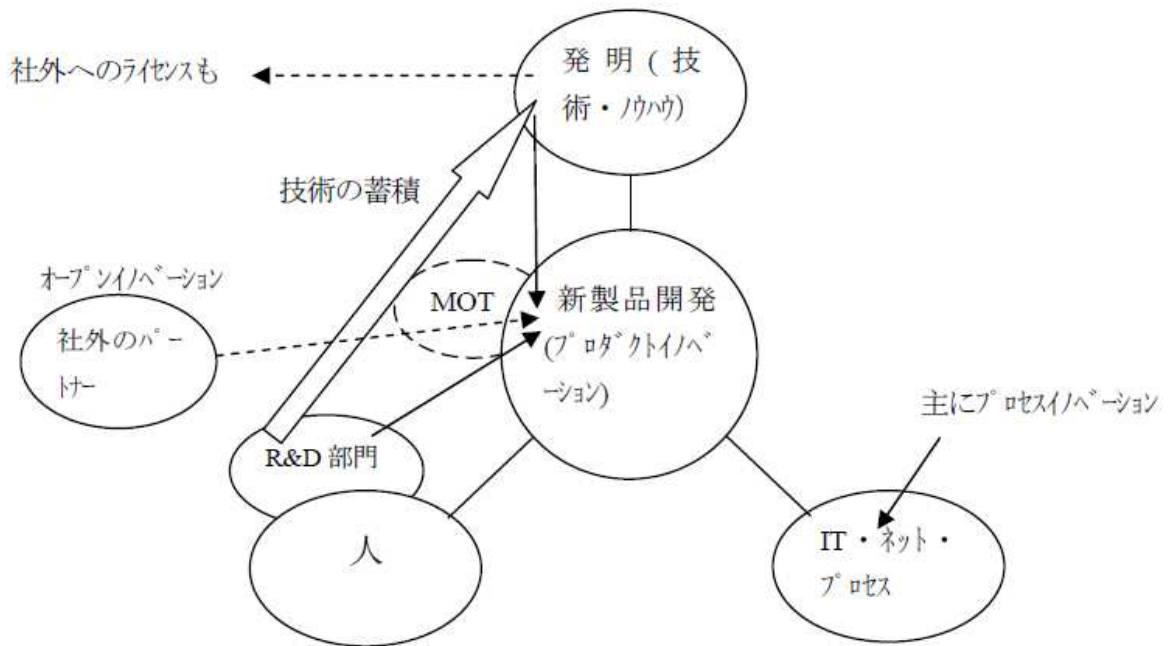 発 明 ( 技
術・ﾉｳﾊｳ)
社外へのﾗｲｾﾝｽも
技術の蓄積
ｵｰﾌﾟﾝｲﾉﾍﾞｰｼｮﾝ
社外のﾊﾟｰ
ﾄﾅｰ
MOT
新製品開発
(ﾌﾟﾛﾀﾞｸﾄｲﾉﾍﾞ
ｰｼｮﾝ)
主にﾌﾟﾛｾｽｲﾉﾍﾞｰｼｮﾝ
R&D 部門
人
IT・ﾈｯﾄ・
ﾌﾟﾛｾｽ